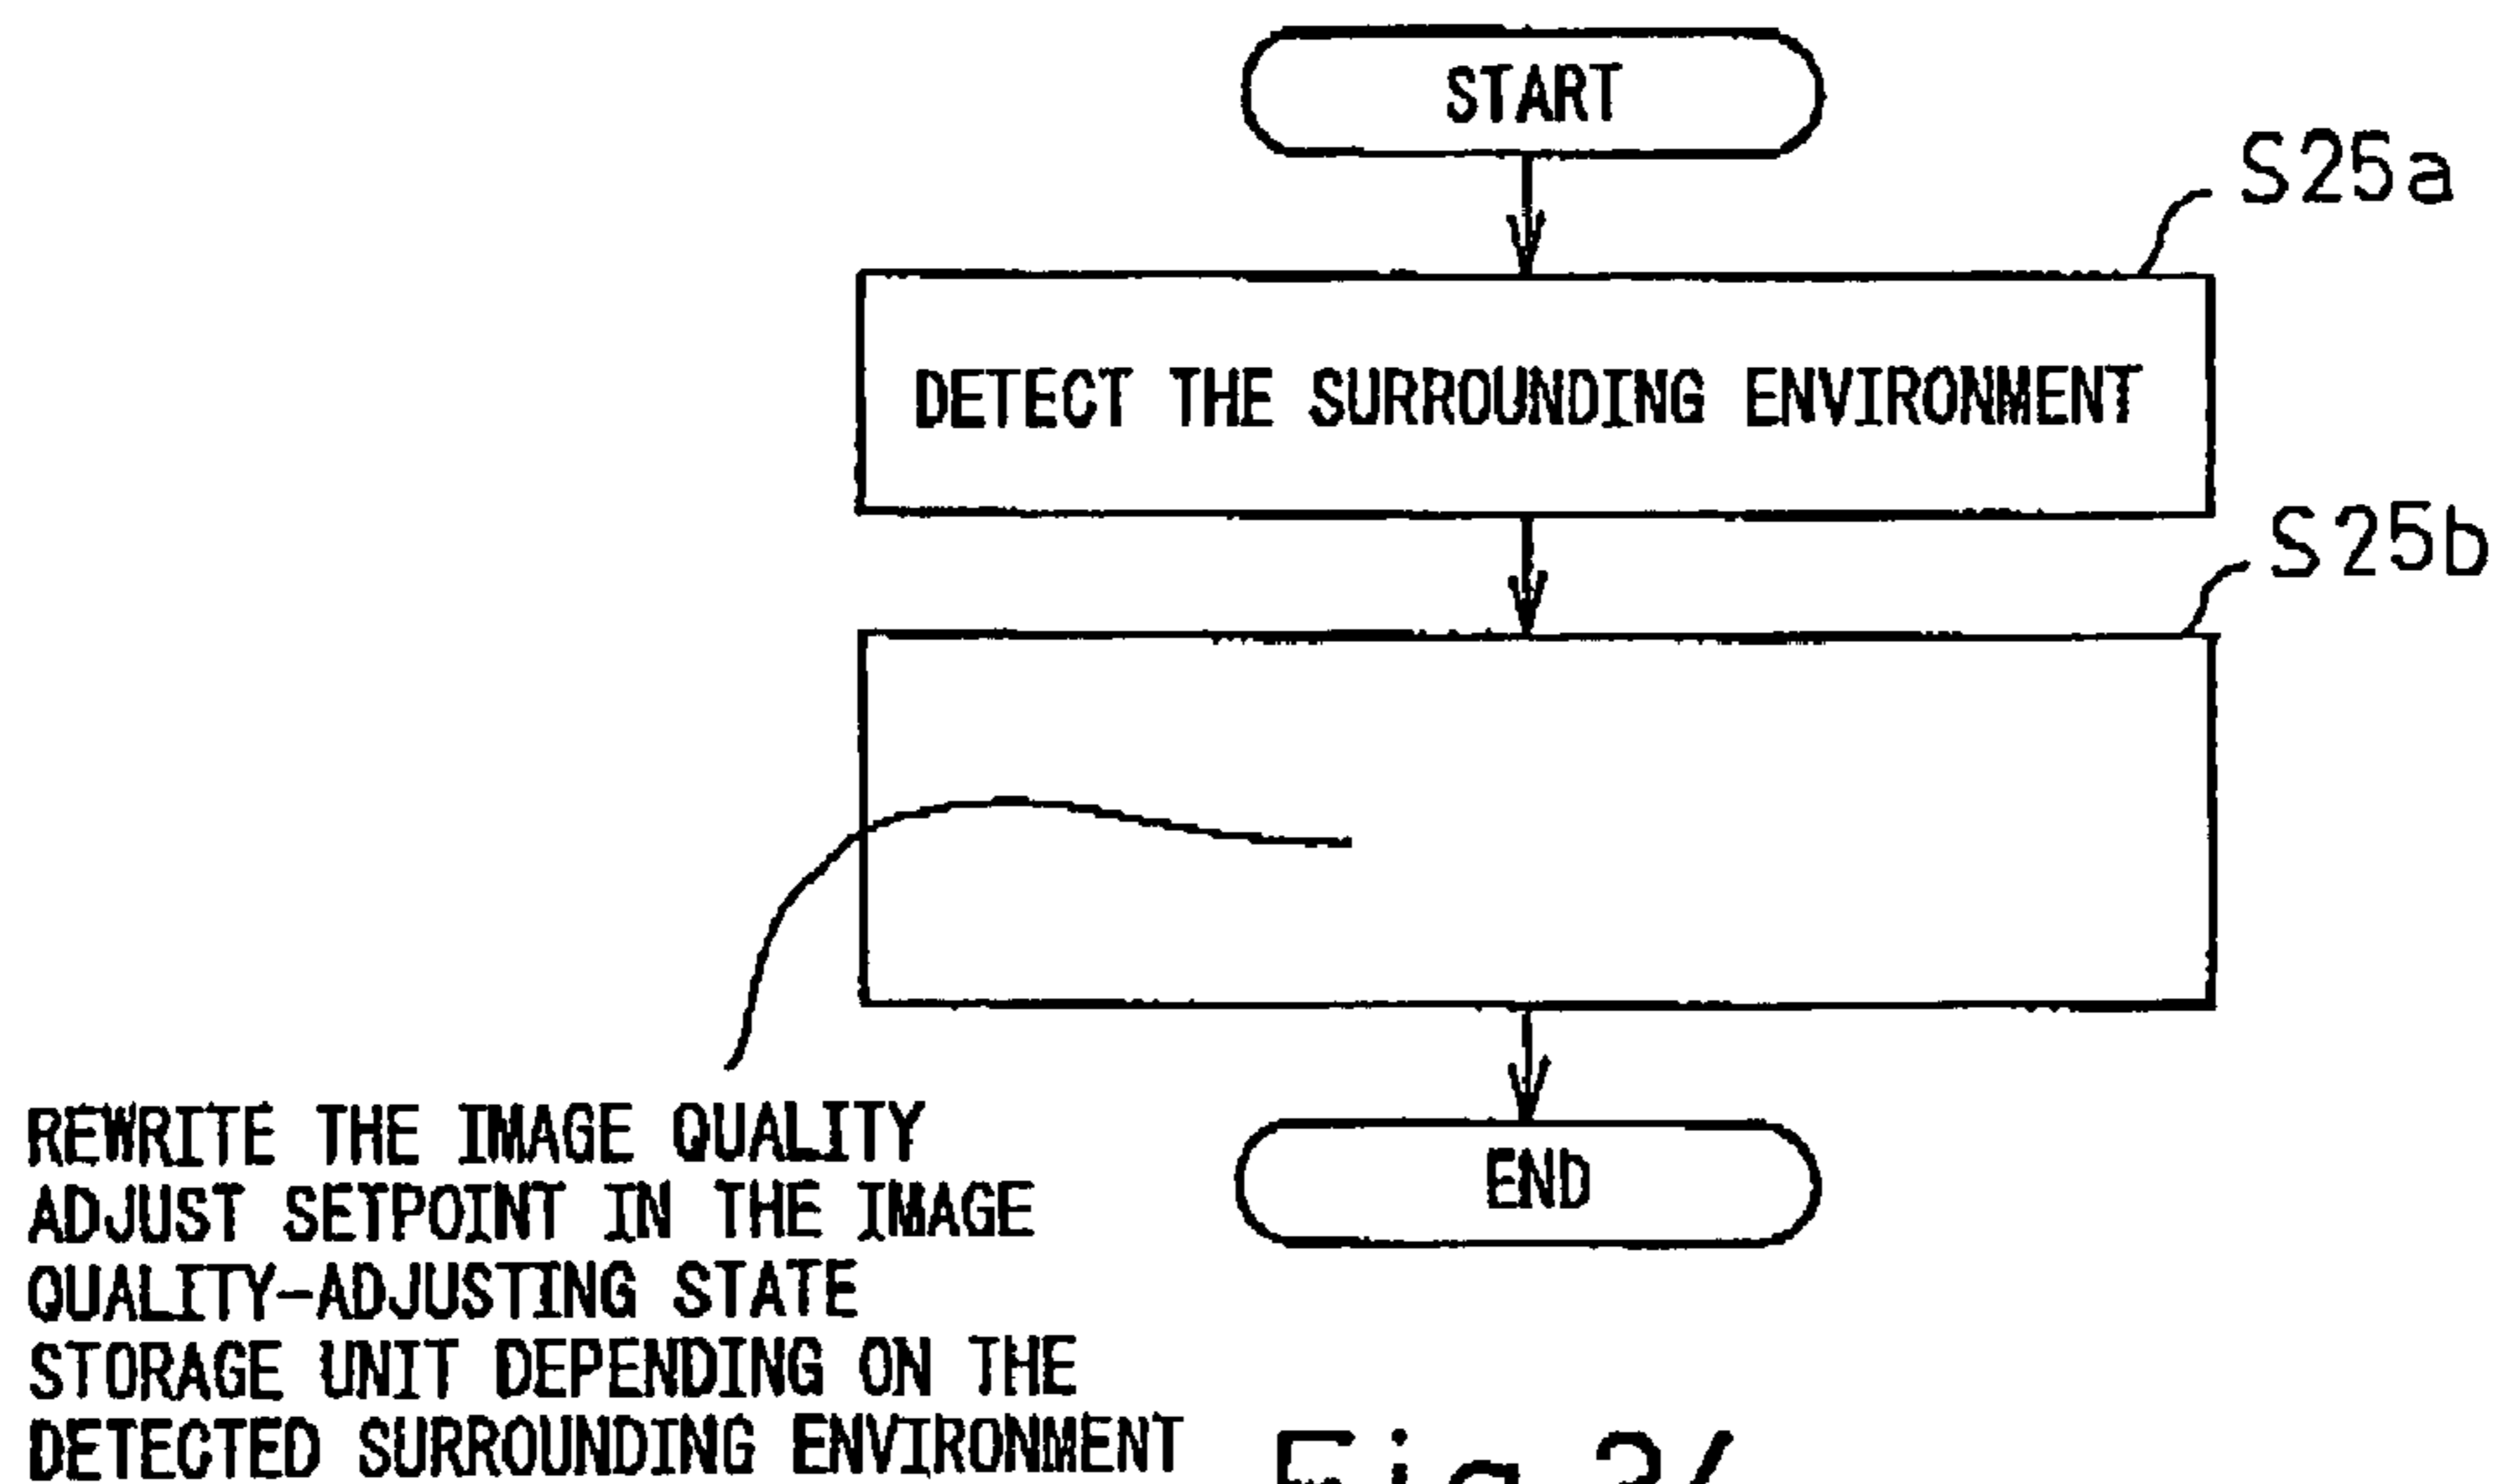 START
S25a
DETECT THE SURROUNDING ENVIRONMENT
S25b
REWRITE THE IMAGE QUALITY
ADJUST SETPOINT IN THE IMAGE
QUALITY-ADJUSTING STATE
STORAGE UNIT DEPENDING ON THE
DETECTED SURROUNDING ENVIRONMENT
END